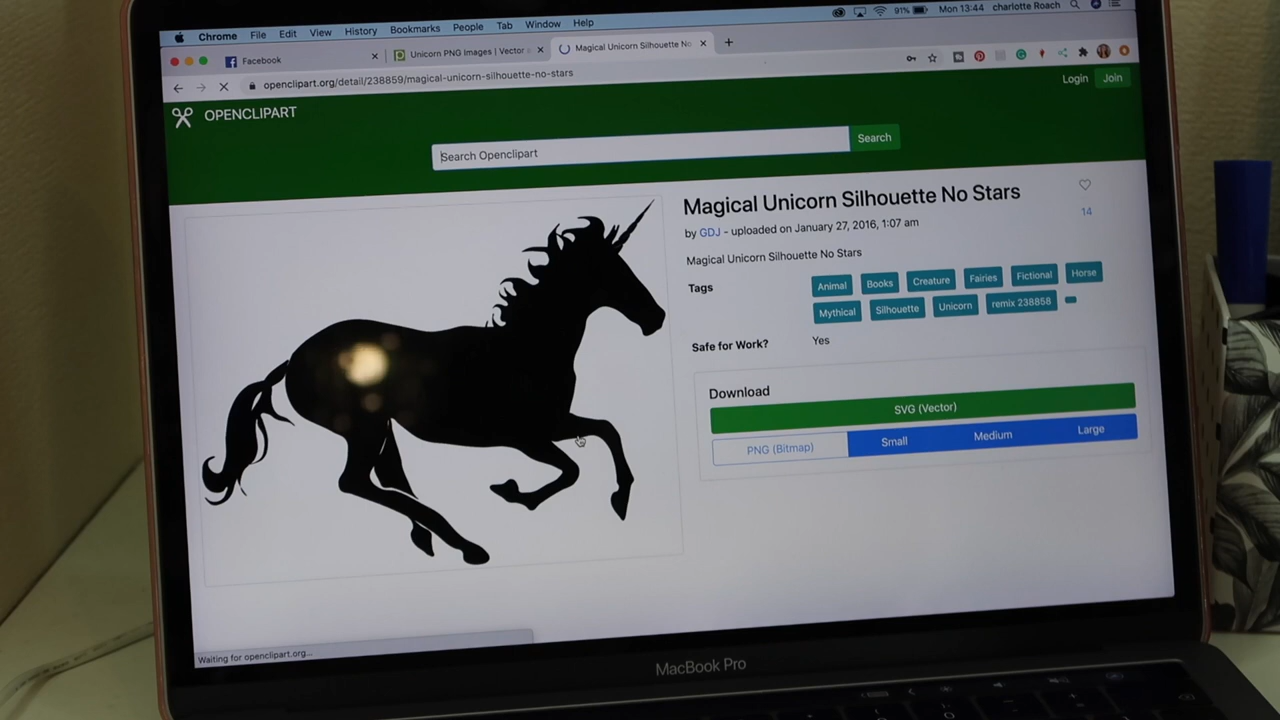 Chrome File Edit View History Bookmarks People Tab Window Help 91% Mon 13:44 charlotte Roach
Facebook Unicorn PNG Images | Vector Magical Unicorn Silhouette No
openclipart.org/detail/238859/magical-unicorn-silhouette-no-stars
Login Join
OPENCLIPART
Search Openclipart Search
Magical Unicorn Silhouette No Stars
14
by GDJ - uploaded on January 27, 2016, 1:07 am
Magical Unicorn Silhouette No Stars
Tags Animal Books Creature Fairies Fictional Horse
Mythical Silhouette Unicorn remix 238858
Safe for Work? Yes
Download
SVG (Vector)
PNG (Bitmap) Small Medium Large
Waiting for openclipart.org...
MacBook Pro